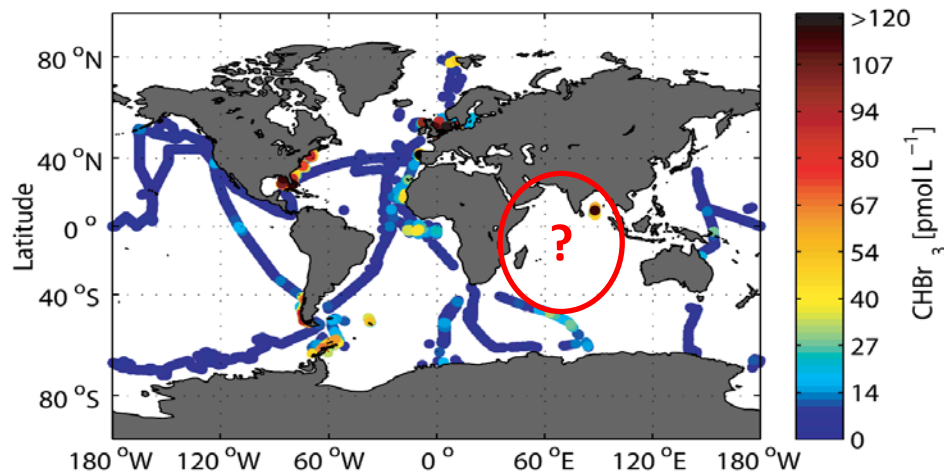 80 °N
40 °N
0 °
40 °S
80 °S
Latitude
180 °W 120 °W 60 °W 0 ° 60 °E 120 °E 180 °W
?
>120
107
94
80
67
54
40
27
14
0
CHBr3 [pmol L−1]